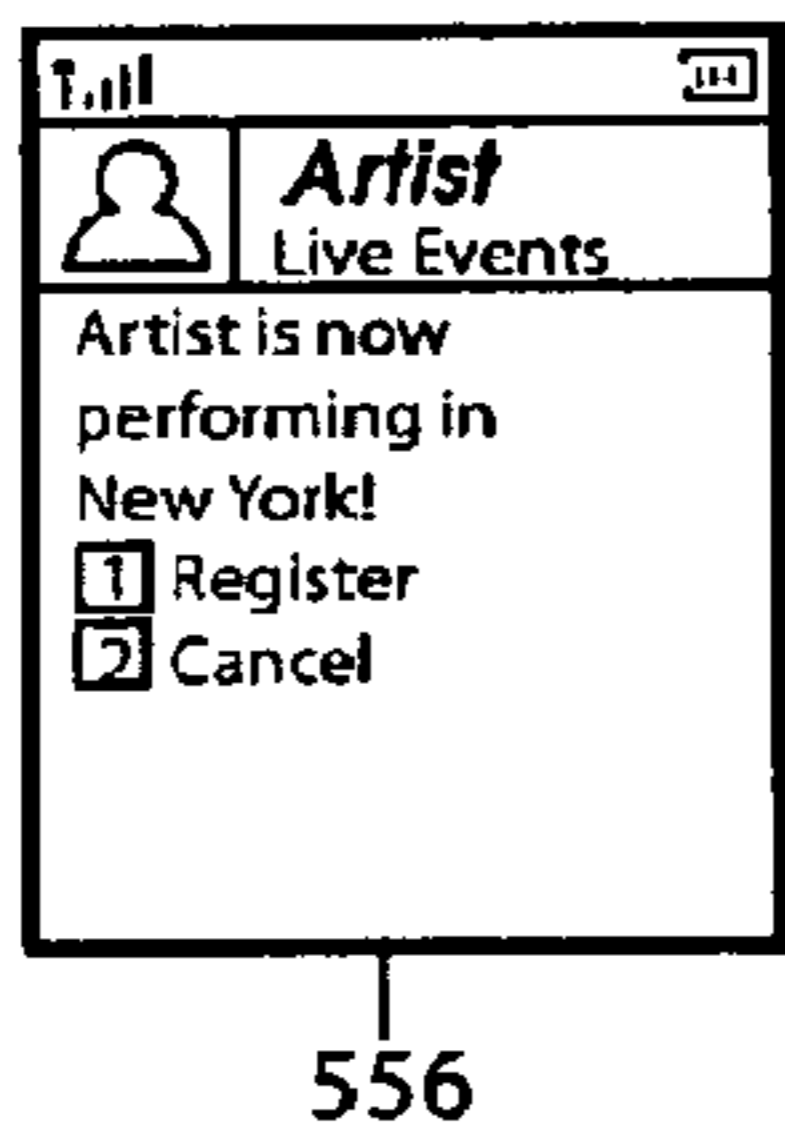 Artist
Live Events
Artist is now
performing in
New York!
1 Register
2 Cancel
556